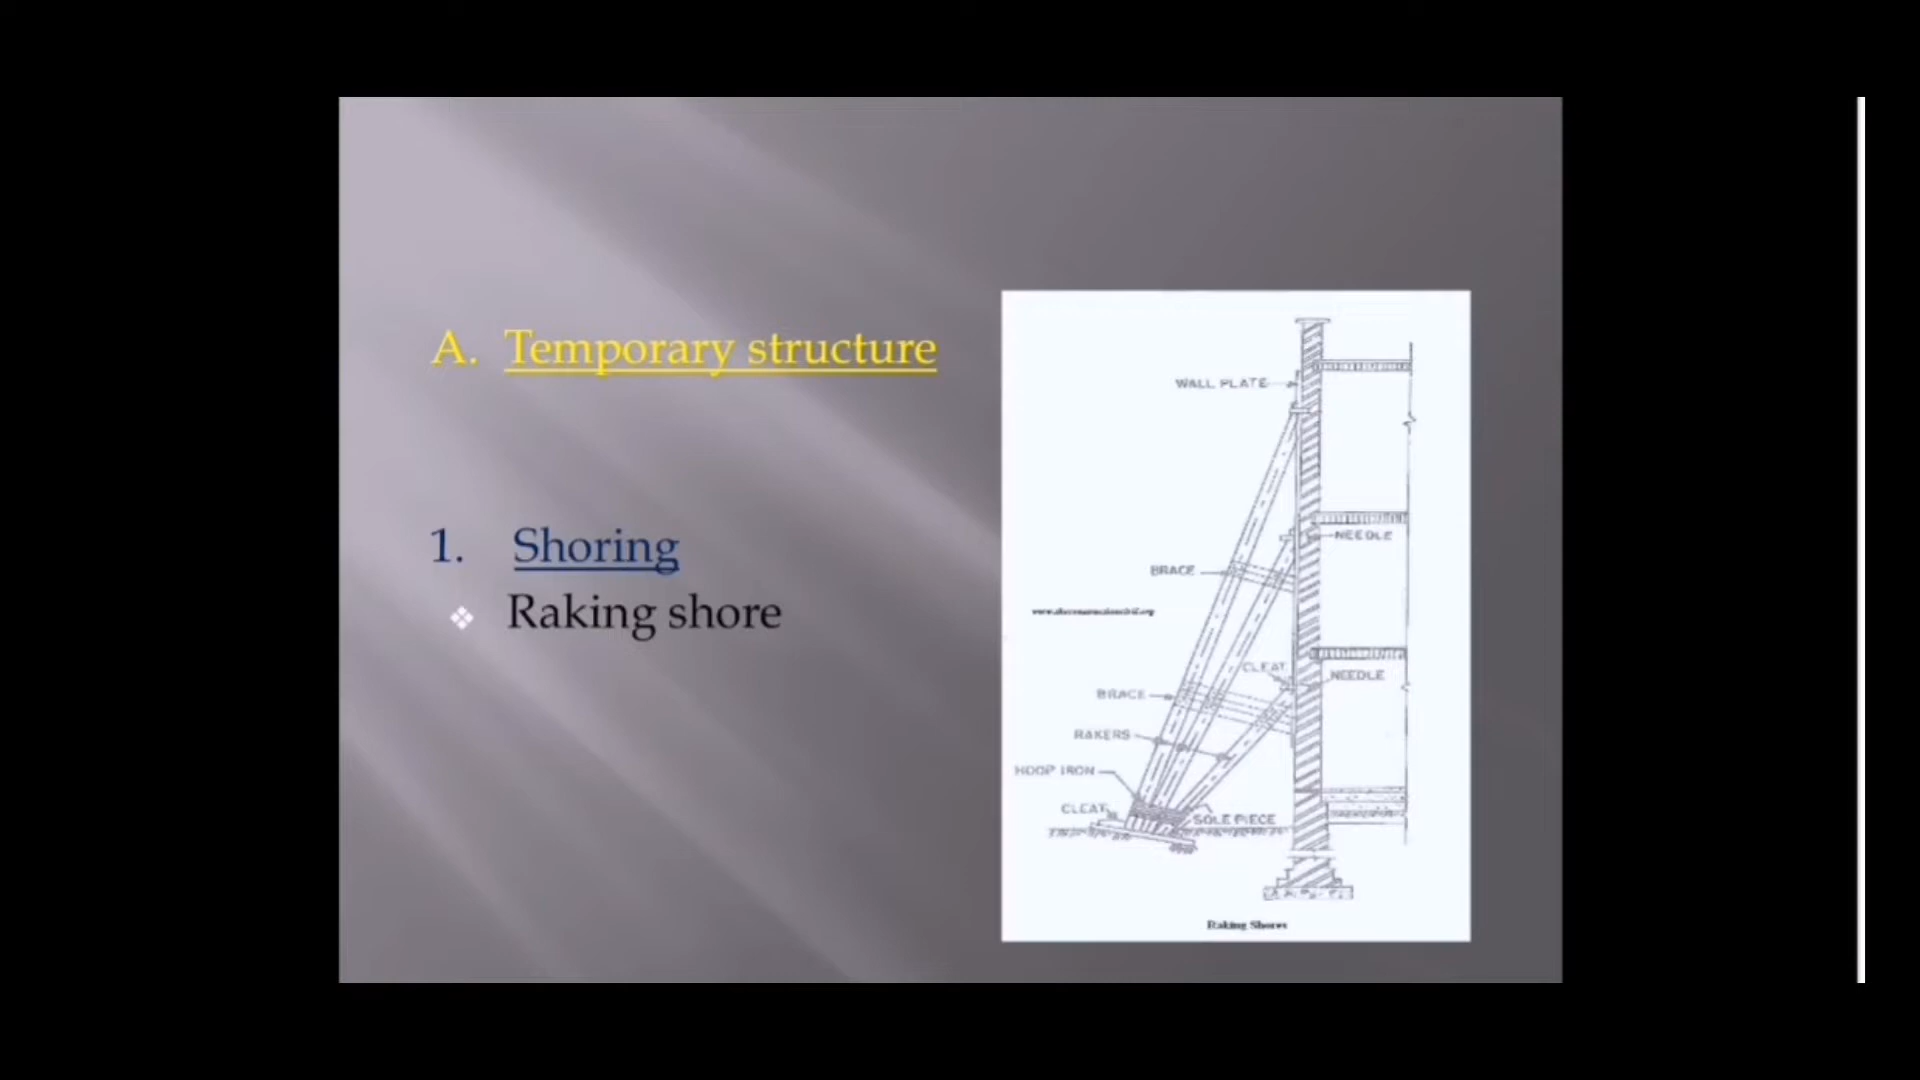 A. Temporary structure
1. Shoring
Raking shore
WALL PLATE
NEEDLE
BRACE
CLEAT
NEEDLE
BRACE
RAKERS
HOOP IRON
CLEAT
SOLE PIECE
Raking Shores